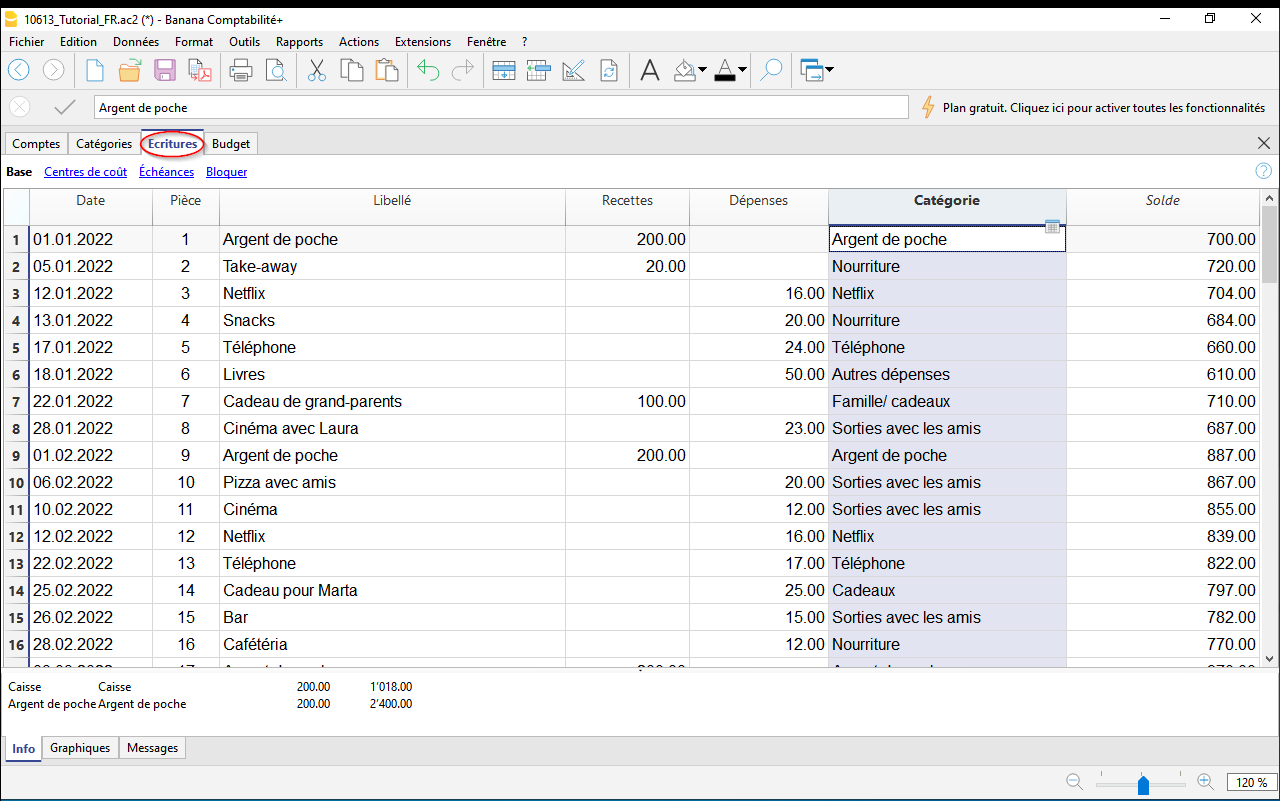 10613_Tutorial_FR.ac2 (*) - Banana Comptabilité+
Fichier Edition Données Format Outils Rapports Actions Extensions Fenêtre ?
Argent de poche
Plan gratuit. Cliquez ici pour activer toutes les fonctionnalités
Comptes Catégories Ecritures Budget
Base Centres de coût Échéances Bloquer
Date Pièce Libellé Recettes Dépenses Catégorie Solde
1 01.01.2022 1 Argent de poche 200.00 Argent de poche 700.00
2 05.01.2022 2 Take-away 20.00 Nourriture 720.00
3 12.01.2022 3 Netflix 16.00 Netflix 704.00
4 13.01.2022 4 Snacks 20.00 Nourriture 684.00
5 17.01.2022 5 Téléphone 24.00 Téléphone 660.00
6 18.01.2022 6 Livres 50.00 Autres dépenses 610.00
7 22.01.2022 7 Cadeau de grand-parents 100.00 Famille/ cadeaux 710.00
8 28.01.2022 8 Cinéma avec Laura 23.00 Sorties avec les amis 687.00
9 01.02.2022 9 Argent de poche 200.00 Argent de poche 887.00
10 06.02.2022 10 Pizza avec amis 20.00 Sorties avec les amis 867.00
11 10.02.2022 11 Cinéma 12.00 Sorties avec les amis 855.00
12 12.02.2022 12 Netflix 16.00 Netflix 839.00
13 22.02.2022 13 Téléphone 17.00 Téléphone 822.00
14 25.02.2022 14 Cadeau pour Marta 25.00 Cadeaux 797.00
15 26.02.2022 15 Bar 15.00 Sorties avec les amis 782.00
16 28.02.2022 16 Cafétéria 12.00 Nourriture 770.00
Caisse Caisse 200.00 1'018.00
Argent de poche Argent de poche 200.00 2'400.00
Info Graphiques Messages
120 %